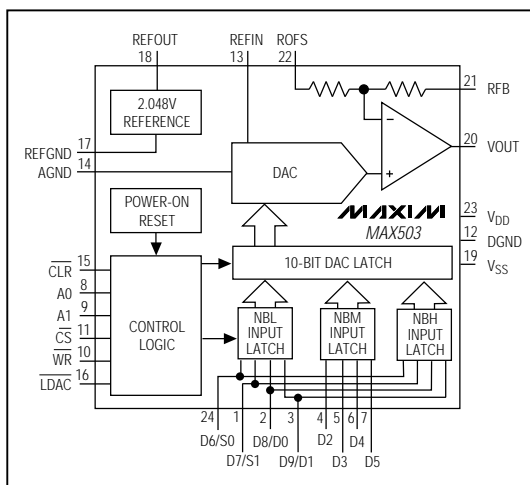 REFOUT REFIN ROFS
18 13 22
21 RFB
2.048V
REFERENCE
17
REFGND
14
AGND
20
VOUT
DAC
POWER-ON
RESET
MAXIM
MAX503
23
VDD
12
DGND
19
VSS
10-BIT DAC LATCH
15
CLR
8
A0
9
A1
11
CS
10
WR
16
LDAC
CONTROL
LOGIC
NBL
INPUT
LATCH
NBM
INPUT
LATCH
NBH
INPUT
LATCH
24 1 2 3 4 5 6 7
D6/S0 D8/D0 D2 D4
D7/S1 D9/D1 D3 D5